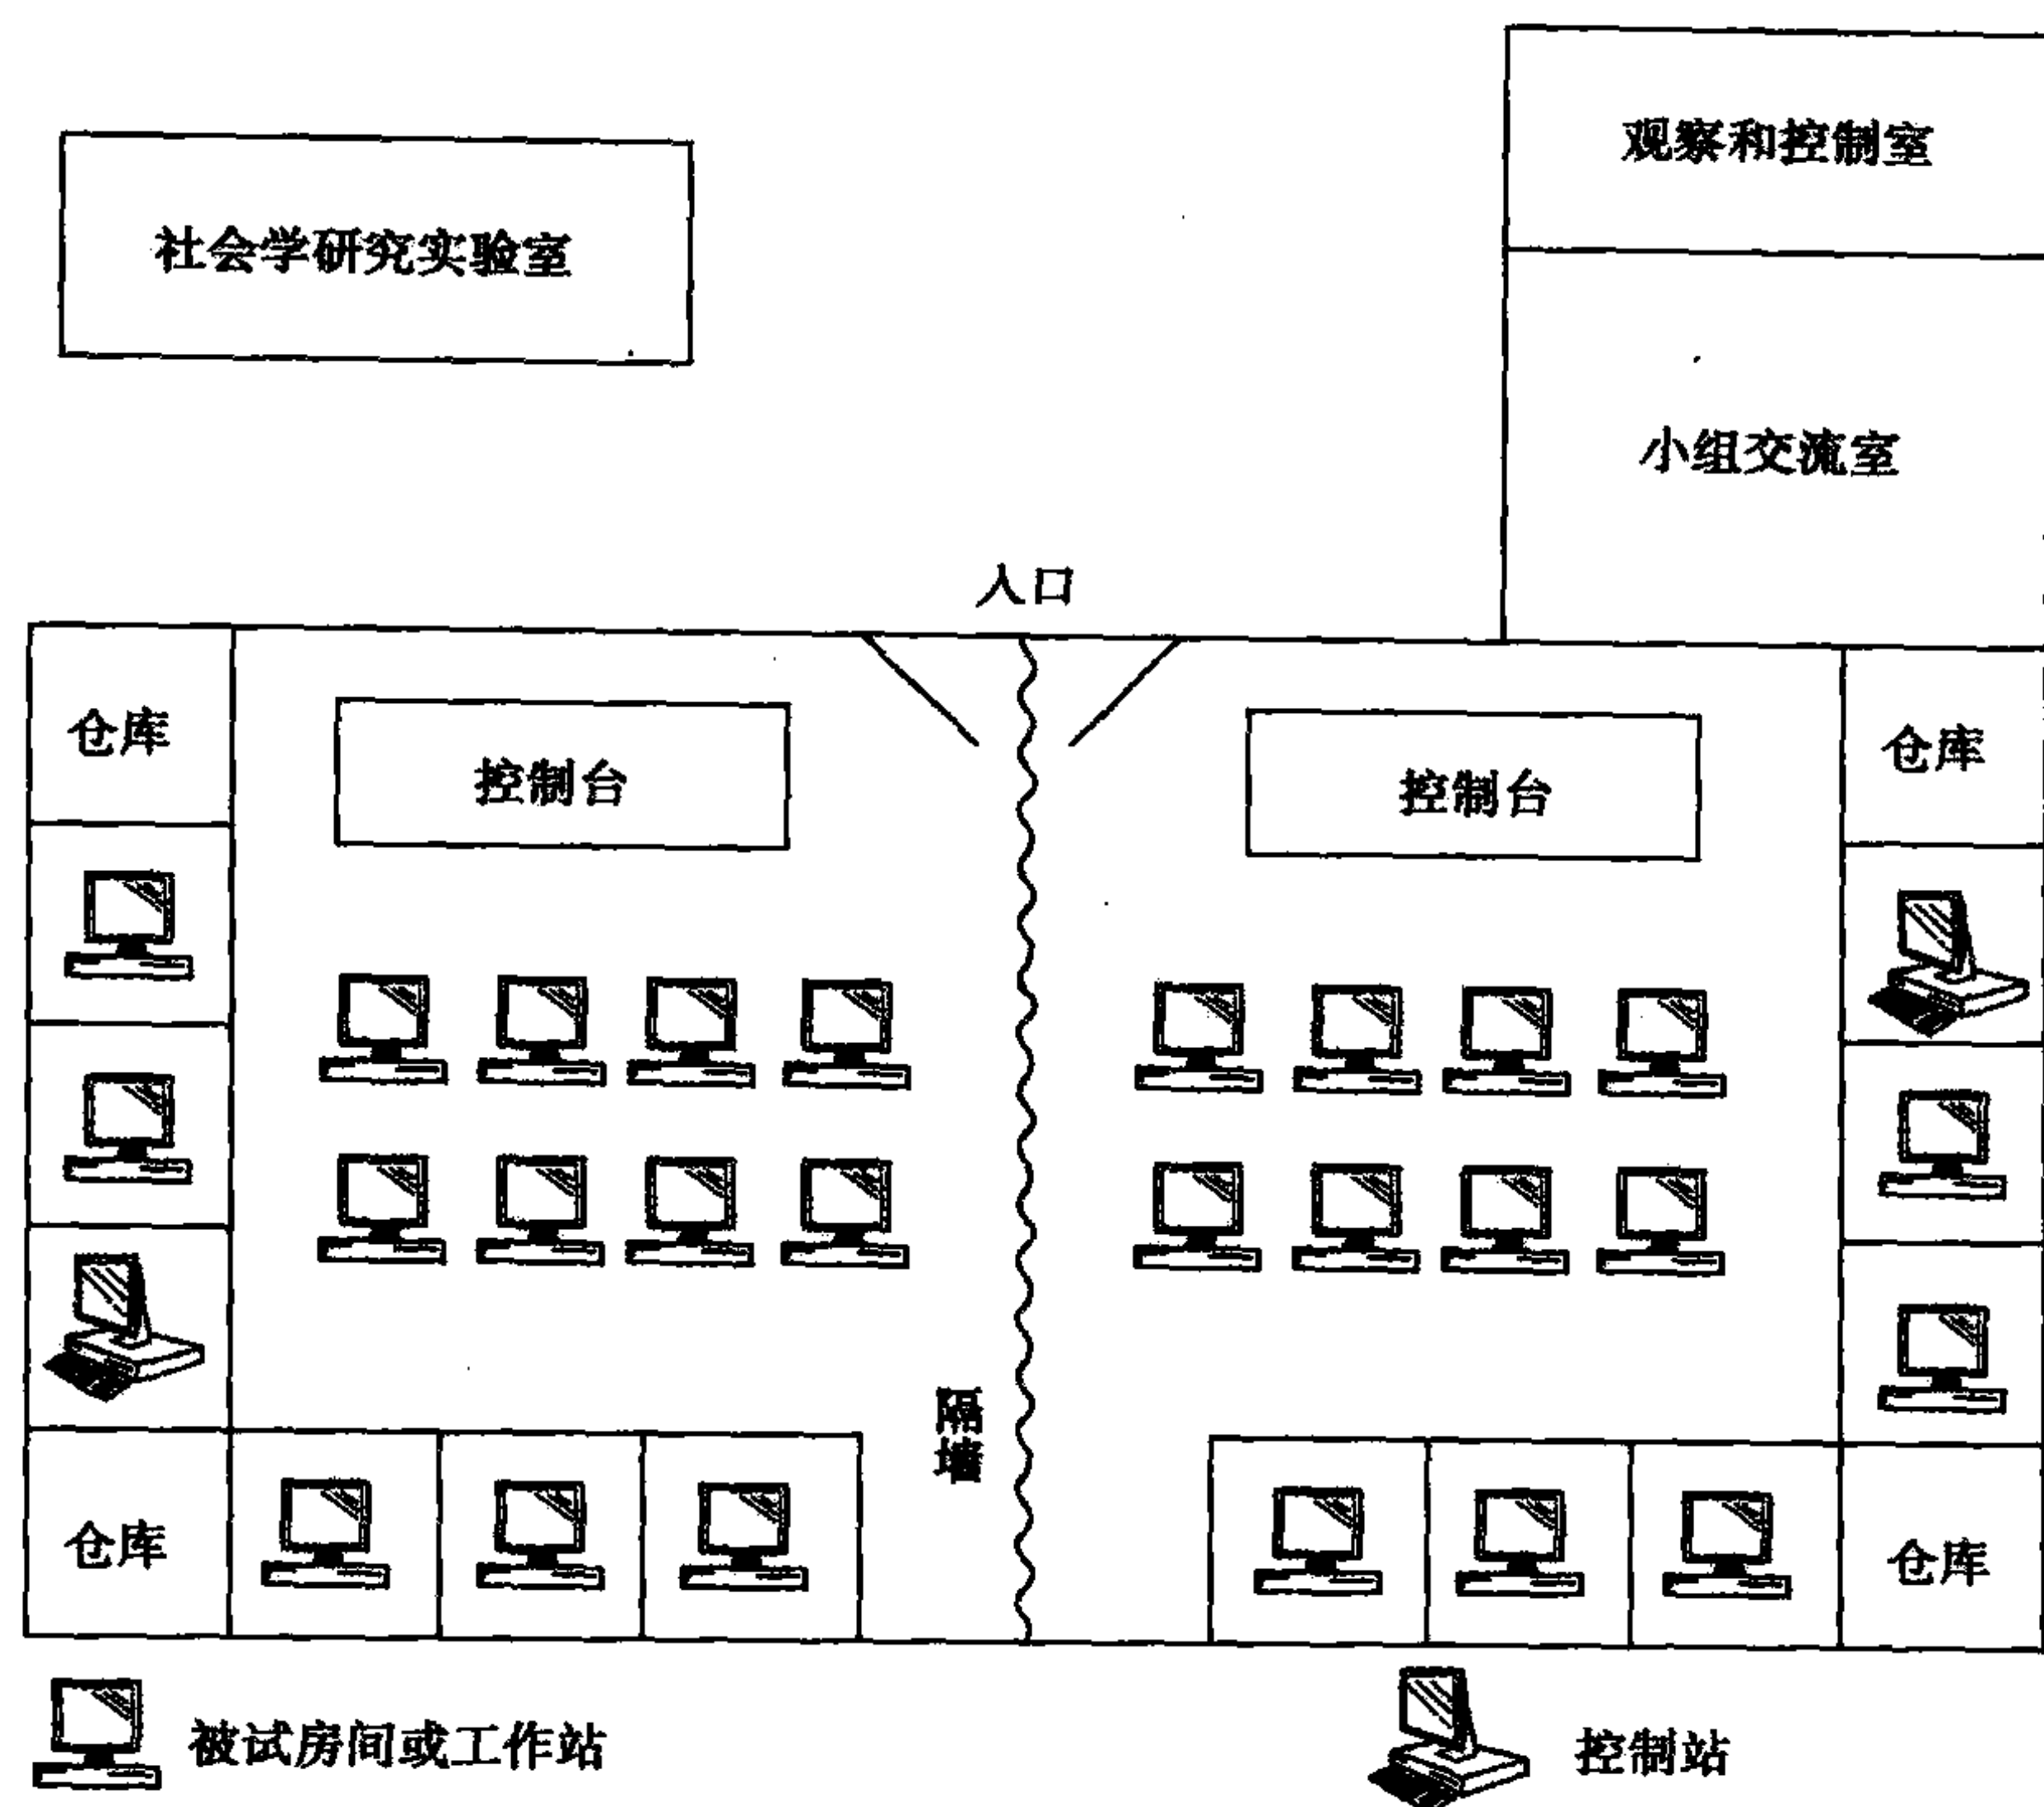 观察和控制室
社会学研究实验室
小组交流室
入口
仓库
控制台
控制台
仓库
隔墙
仓库
仓库
被试房间或工作站
控制站